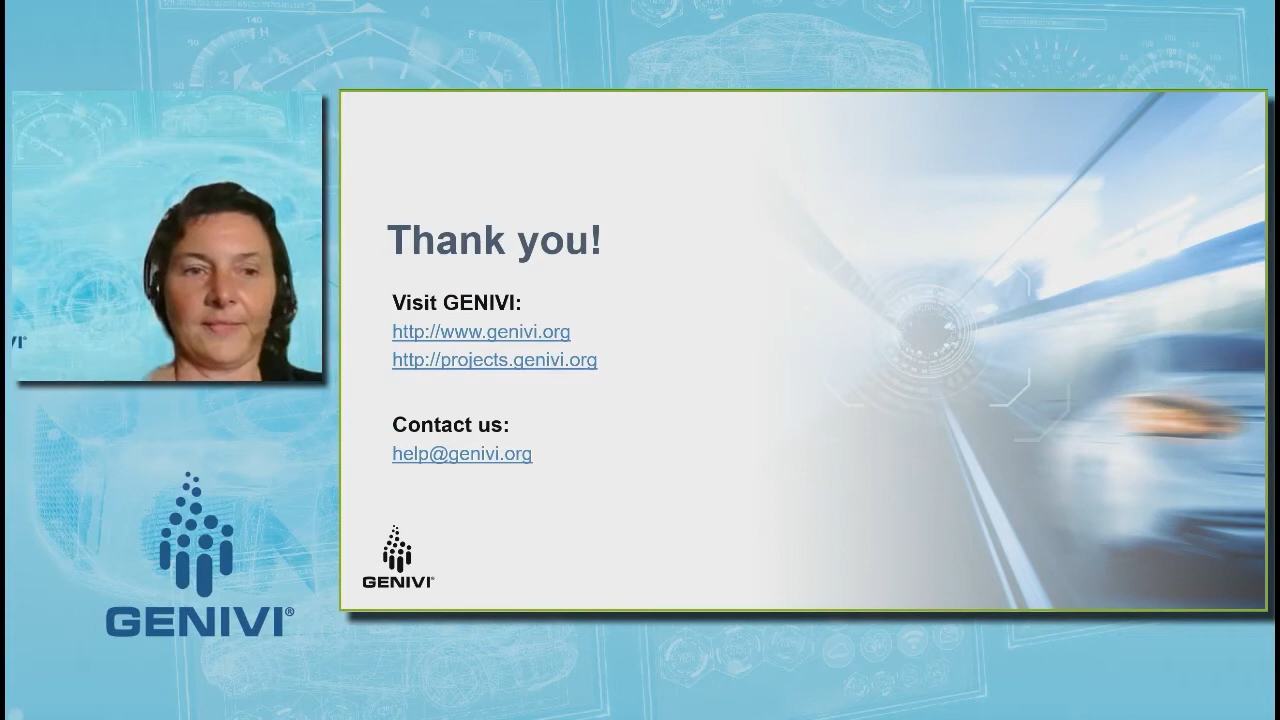 Thank you!
Visit GENIVI:
http://www.genivi.org
http://projects.genivi.org
Contact us:
help@genivi.org
GENIVI®
GENIVI®